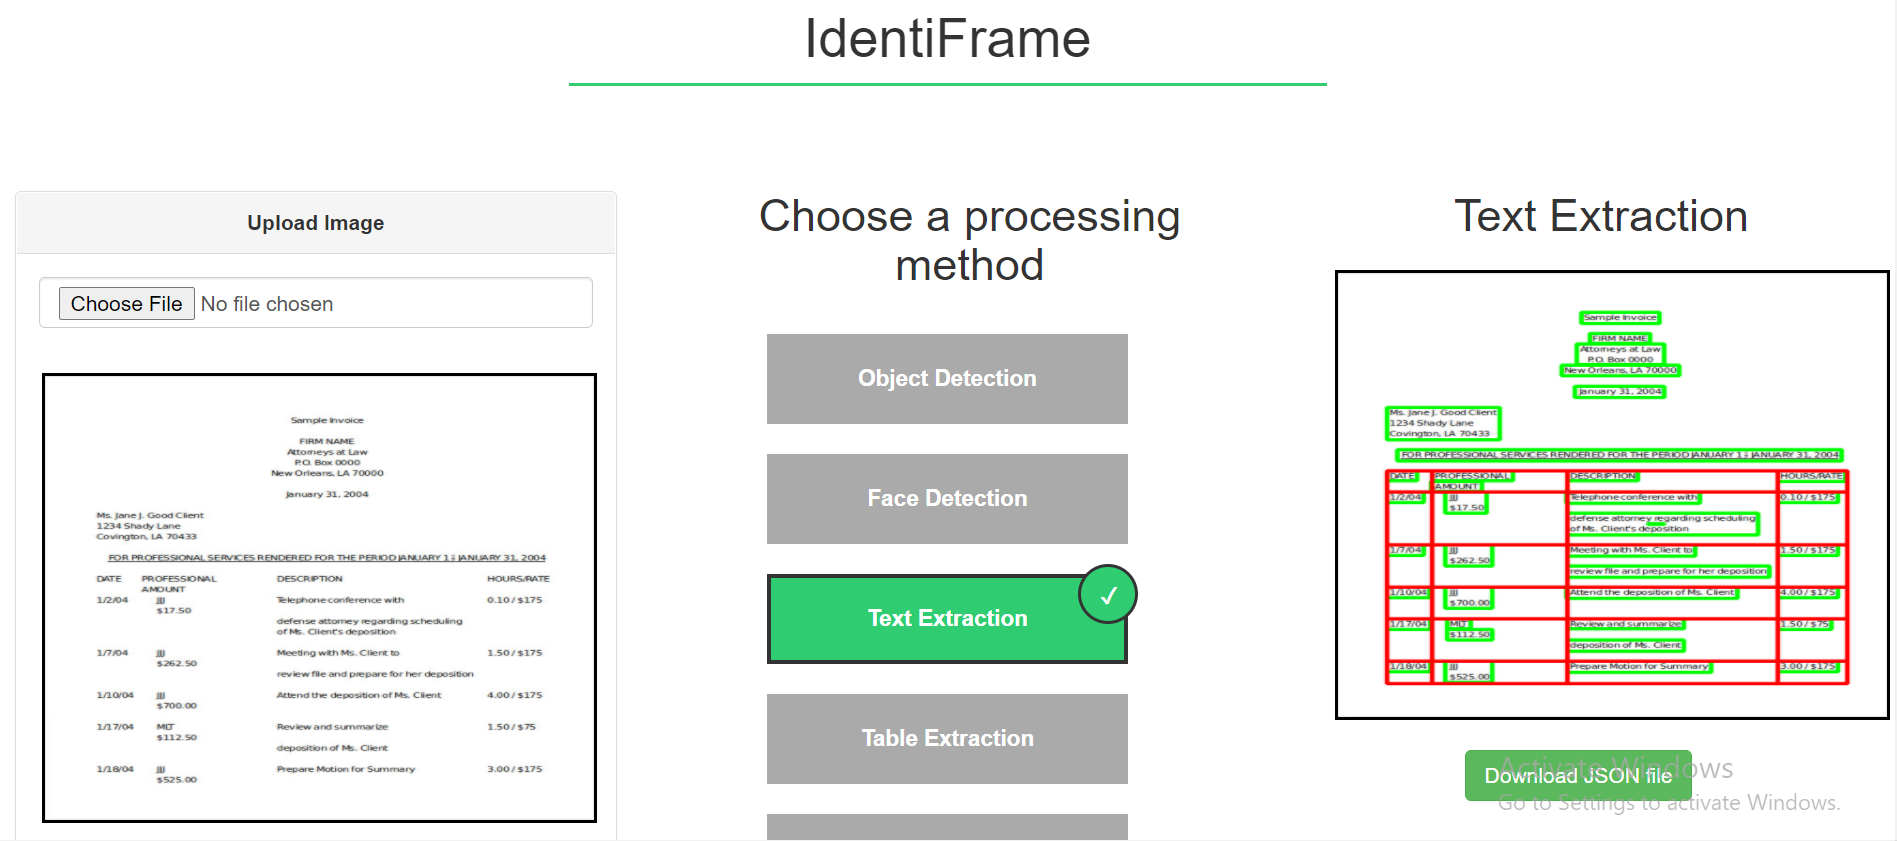 IdentiFrame
Upload Image
Choose File No file chosen
Sample Invoice
FIRM NAME
Attorneys at Law
P.O. Box 0000
New Orleans, LA 70000
January 31, 2004
Ms. Jane J. Good Client
1234 Shady Lane
Covington, LA 70433
FOR PROFESSIONAL SERVICES RENDERED FOR THE PERIOD JANUARY 1 - JANUARY 31, 2004
DATE PROFESSIONAL DESCRIPTION HOURS/RATE
AMOUNT
1/2/04 JJJ Telephone conference with 0.10 / $175
$17.50
defense attorney regarding scheduling
of Ms. Client's deposition
1/7/04 JJJ Meeting with Ms. Client to 1.50 / $175
$262.50
review file and prepare for her deposition
1/10/04 JJJ Attend the deposition of Ms. Client 4.00 / $175
$700.00
1/17/04 MLT Review and summarize 1.50 / $75
$112.50
deposition of Ms. Client
1/18/04 JJJ Prepare Motion for Summary 3.00 / $175
$525.00
Choose a processing
method
Object Detection
Face Detection
Text Extraction
Table Extraction
Text Extraction
Sample Invoice
FIRM NAME
Attorneys at Law
P.O. Box 0000
New Orleans, LA 70000
January 31, 2004
Ms. Jane J. Good Client
1234 Shady Lane
Covington, LA 70433
FOR PROFESSIONAL SERVICES RENDERED FOR THE PERIOD JANUARY 1 - JANUARY 31, 2004
DATE PROFESSIONAL DESCRIPTION HOURS/RATE
AMOUNT
1/2/04 JJJ Telephone conference with 0.10 / $175
$17.50
defense attorney regarding scheduling
of Ms. Client's deposition
1/7/04 JJJ Meeting with Ms. Client to 1.50 / $175
$262.50
review file and prepare for her deposition
1/10/04 JJJ Attend the deposition of Ms. Client 4.00 / $175
$700.00
1/17/04 MLT Review and summarize 1.50 / $75
$112.50
deposition of Ms. Client
1/18/04 JJJ Prepare Motion for Summary 3.00 / $175
$525.00
Download JSON file
Activate Windows
Go to Settings to activate Windows.